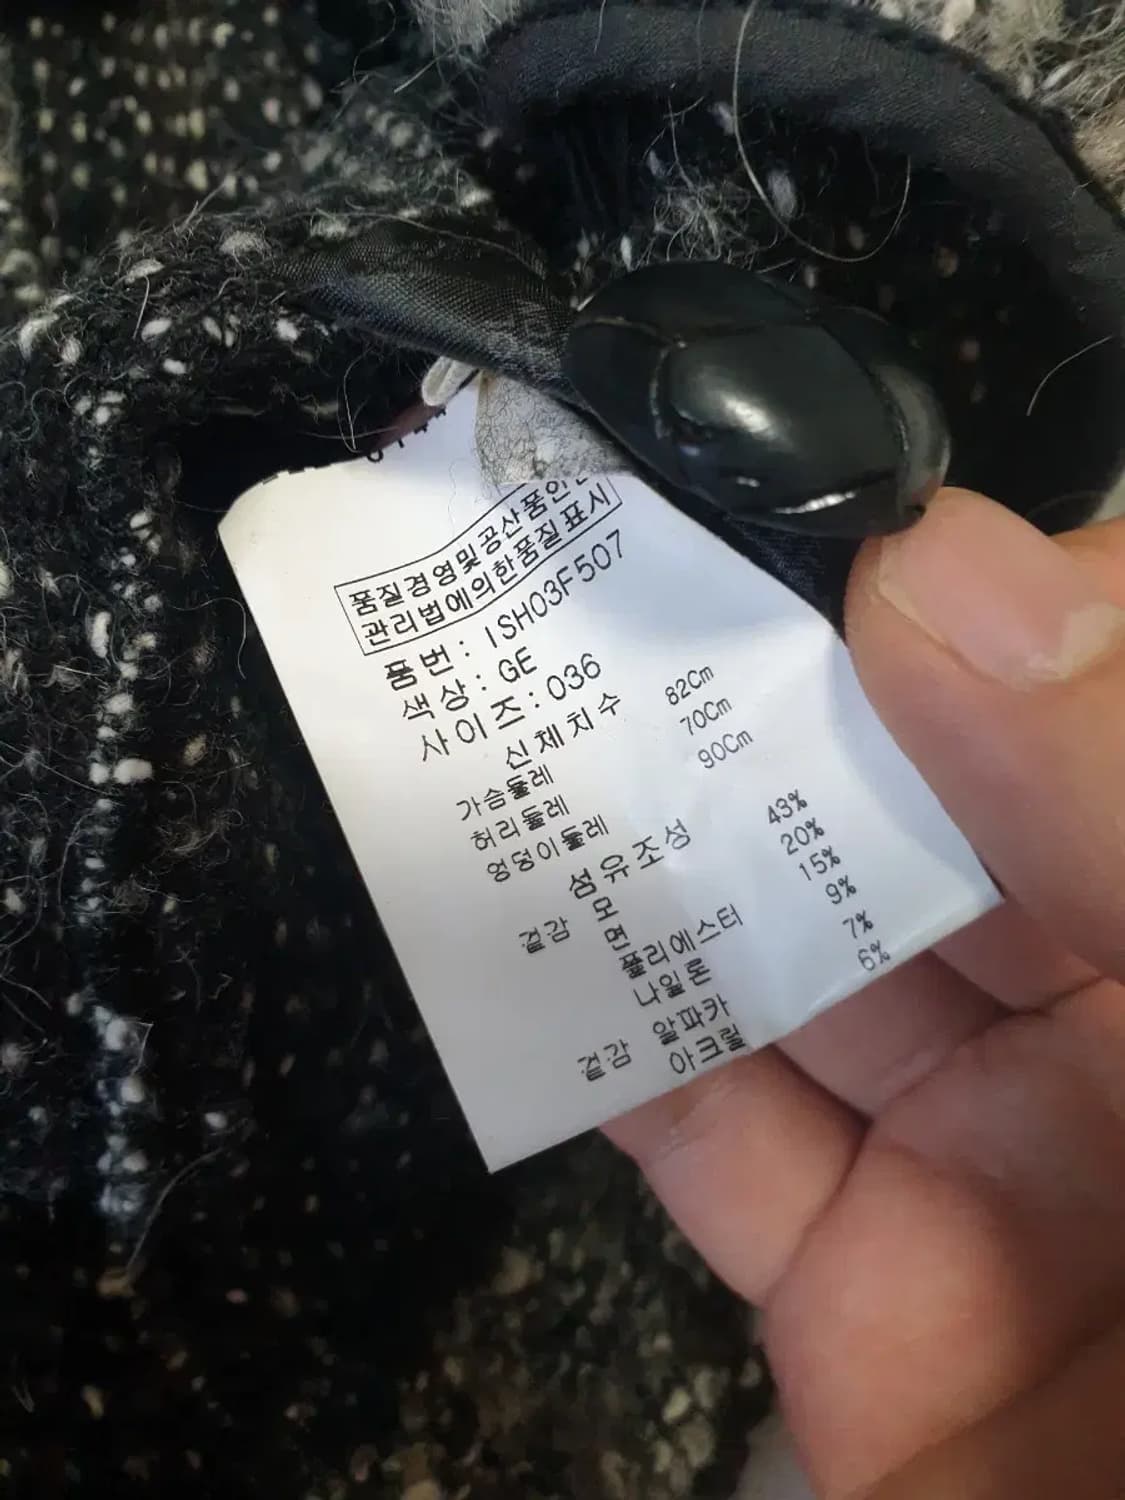 품질경영및공산품안전
관리법에의한품질표시
품번: ISH03F507
색상: GE
사이즈: 036
신체치수
가슴둘레 82Cm
허리둘레 70Cm
엉덩이둘레 90Cm
섬유조성
겉감 모 43%
면 20%
폴리에스터 15%
나일론 9%
알파카 7%
겉감 아크릴 6%